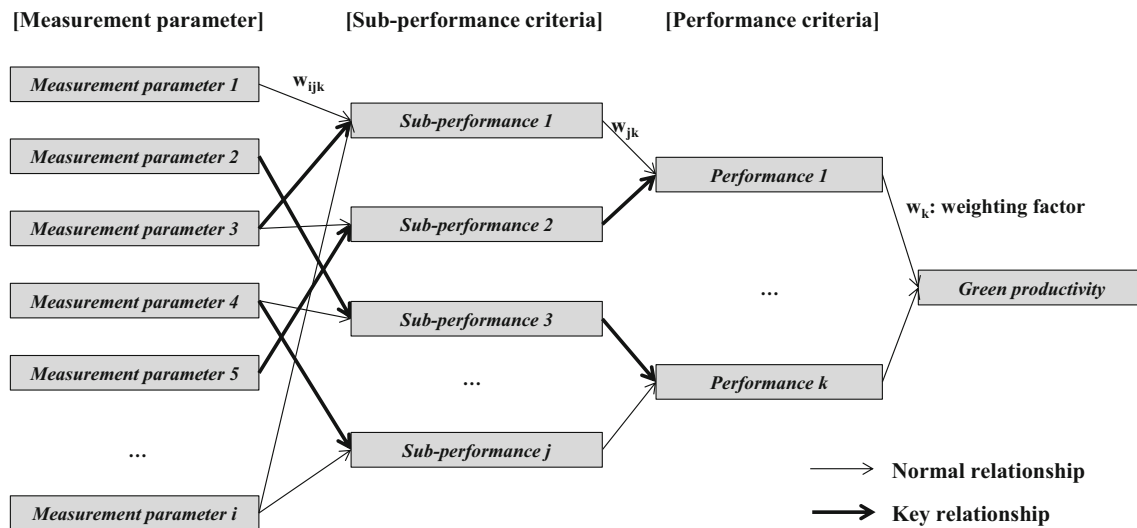 [Measurement parameter]
[Sub-performance criteria]
[Performance criteria]
Measurement parameter 1
Measurement parameter 2
Measurement parameter 3
Measurement parameter 4
Measurement parameter 5
...
Measurement parameter i
wijk
Sub-performance 1
Sub-performance 2
Sub-performance 3
...
Sub-performance j
wjk
Performance 1
...
Performance k
wk: weighting factor
Green productivity
Normal relationship
Key relationship